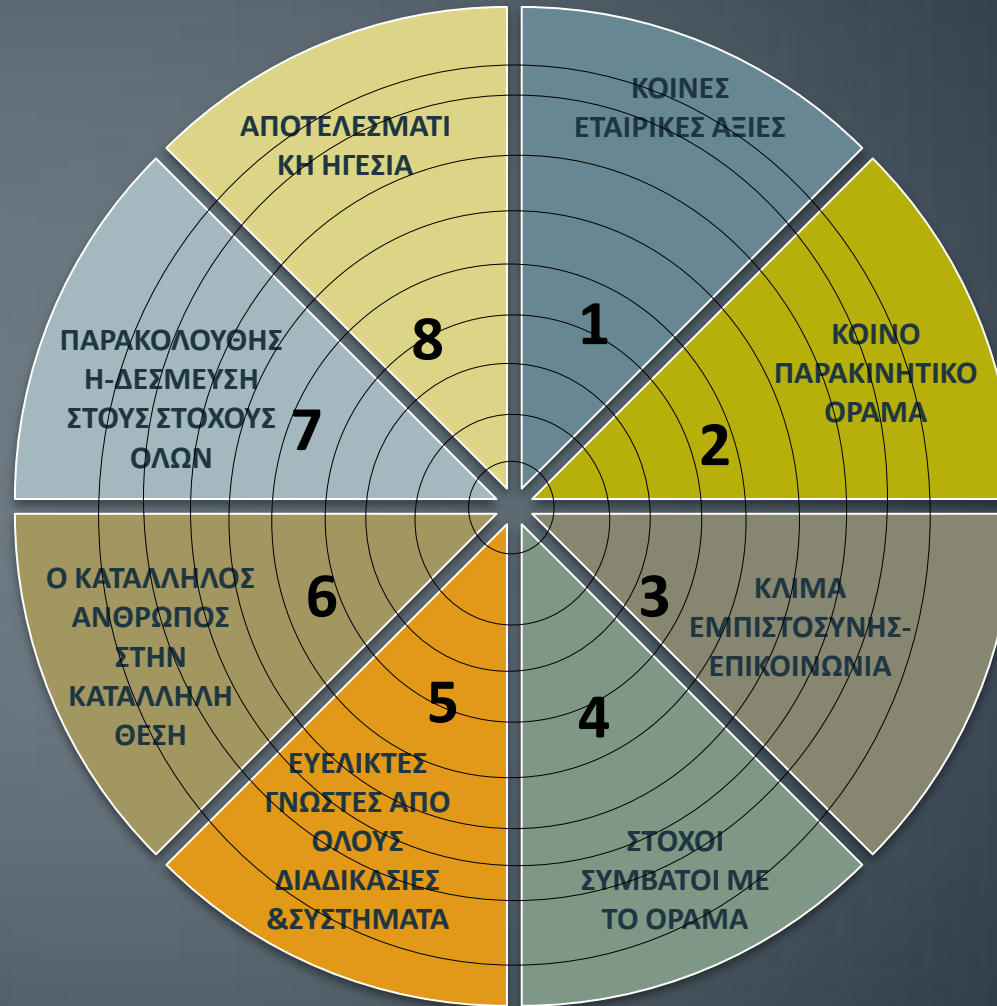 ΚΟΙΝΕΣ
ΕΤΑΙΡΙΚΕΣ ΑΞΙΕΣ
1
ΚΟΙΝΟ
ΠΑΡΑΚΙΝΗΤΙΚΟ
ΟΡΑΜΑ
2
ΚΛΙΜΑ
ΕΜΠΙΣΤΟΣΥΝΗΣ-
ΕΠΙΚΟΙΝΩΝΙΑ
3
ΣΤΟΧΟΙ
ΣΥΜΒΑΤΟΙ ΜΕ
ΤΟ ΟΡΑΜΑ
4
ΕΥΕΛΙΚΤΕΣ
ΓΝΩΣΤΕΣ ΑΠΟ
ΟΛΟΥΣ
ΔΙΑΔΙΚΑΣΙΕΣ
&ΣΥΣΤΗΜΑΤΑ
5
Ο ΚΑΤΑΛΛΗΛΟΣ
ΑΝΘΡΩΠΟΣ
ΣΤΗΝ
ΚΑΤΑΛΛΗΛΗ
ΘΕΣΗ
6
ΠΑΡΑΚΟΛΟΥΘΗΣ
Η-ΔΕΣΜΕΥΣΗ
ΣΤΟΥΣ ΣΤΟΧΟΥΣ
ΟΛΩΝ
7
ΑΠΟΤΕΛΕΣΜΑΤΙ
ΚΗ ΗΓΕΣΙΑ
8